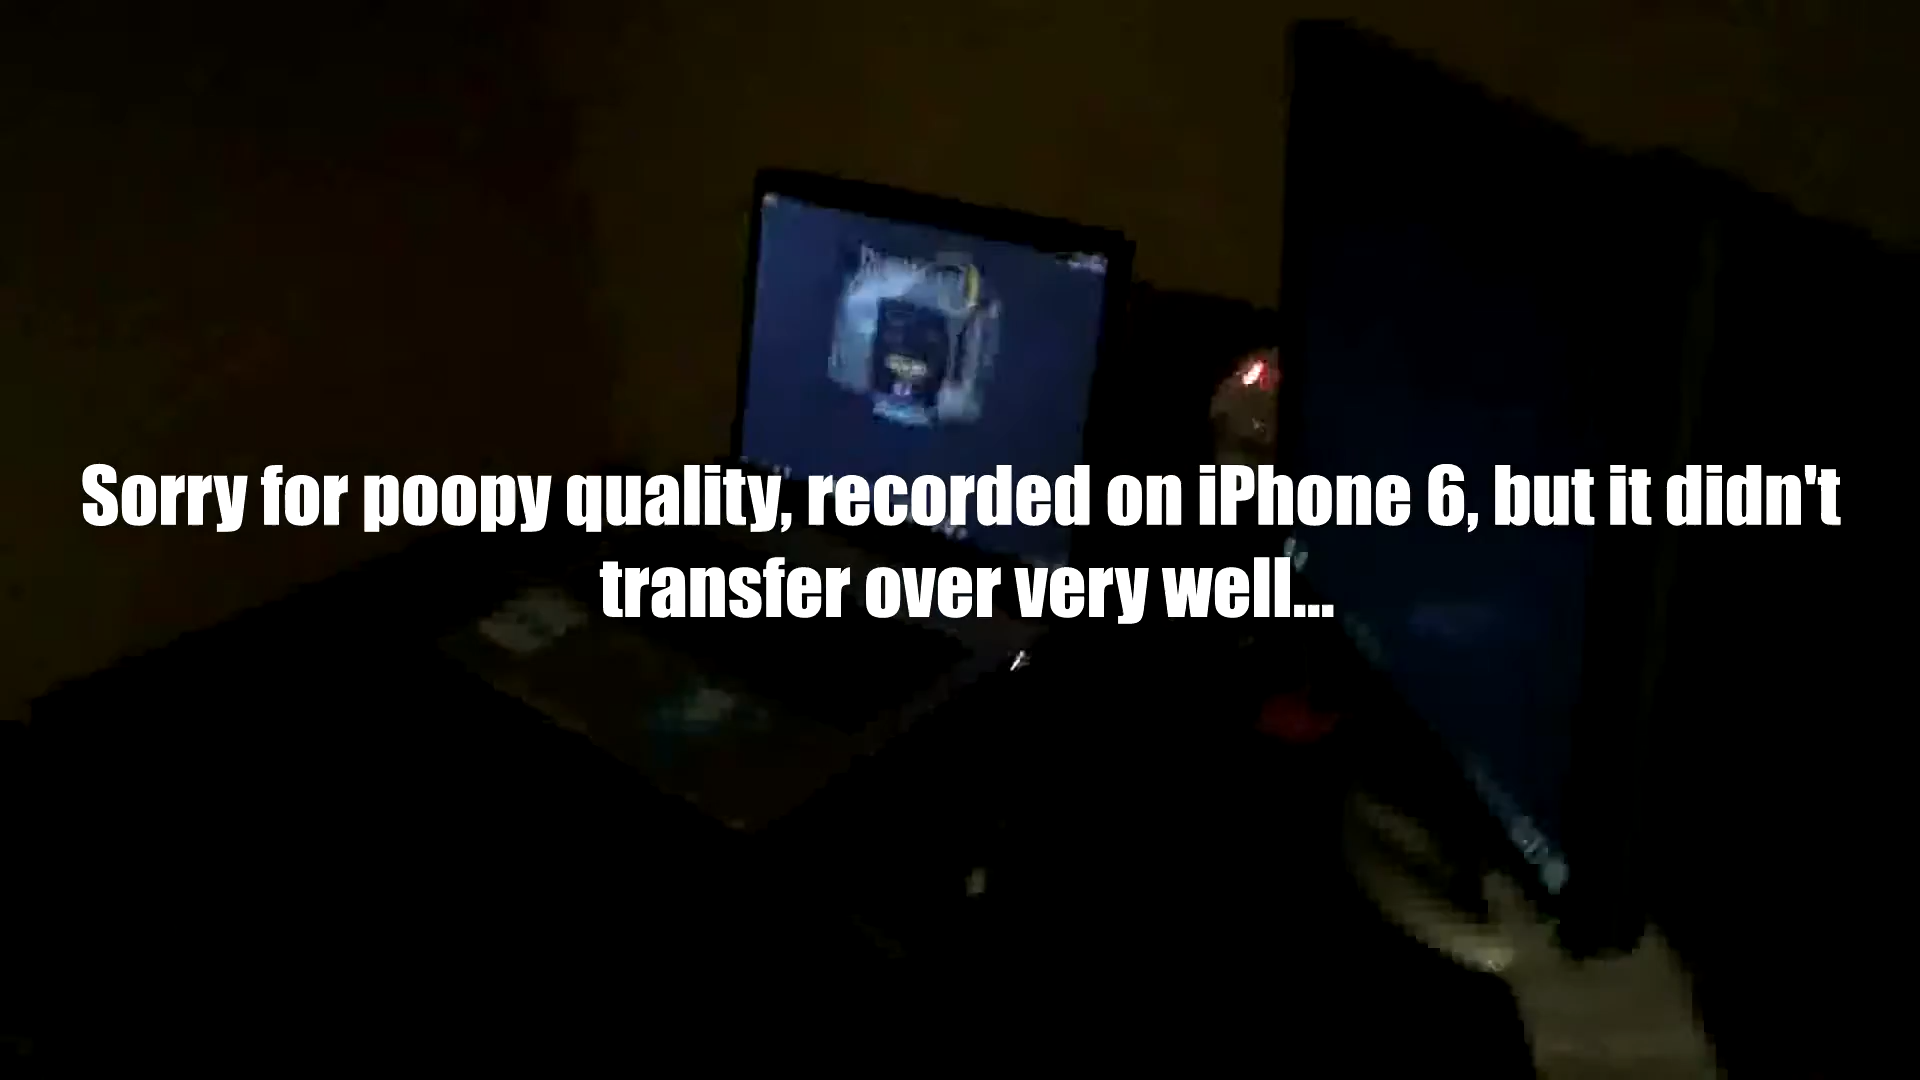 Sorry for poopy quality, recorded on iPhone 6, but it didn't
transfer over very well...